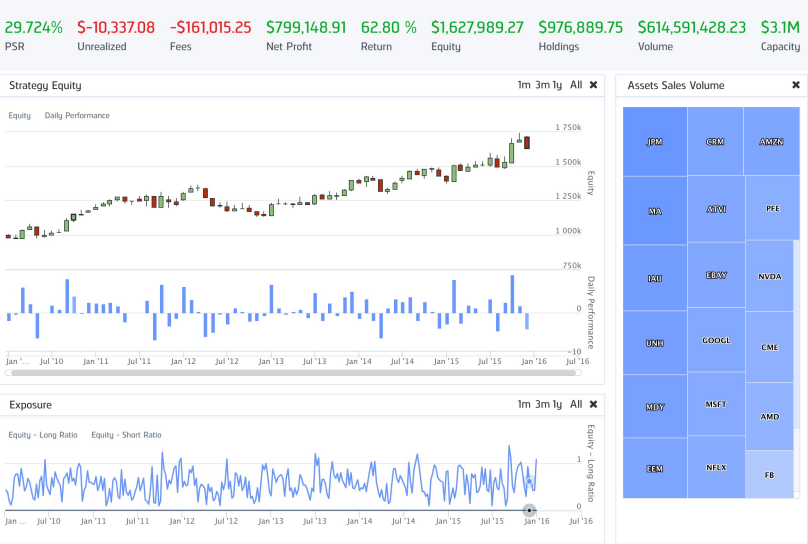 29.724% $-10,337.08 -$161,015.25 $799,148.91 62.80 % $1,627,989.27 $976,889.75 $614,591,428.23 $3.1M
PSR Unrealized Fees Net Profit Return Equity Holdings Volume Capacity
Strategy Equity 1m 3m 1y All ✖
Equity Daily Performance
1 750k
1 500k
1 250k
1 000k
750k
Equity
0
-10
Daily Performance
Jan '... Jul '10 Jan '11 Jul '11 Jan '12 Jul '12 Jan '13 Jul '13 Jan '14 Jul '14 Jan '15 Jul '15 Jan '16 Jul '16
Exposure 1m 3m 1y All ✖
Equity - Long Ratio Equity - Short Ratio
1
0
Equity - Long Ratio
Jan ... Jul '10 Jan '11 Jul '11 Jan '12 Jul '12 Jan '13 Jul '13 Jan '14 Jul '14 Jan '15 Jul '15 Jan '16 Jul '16
Assets Sales Volume ✖
JPM CRM AMZN
MA ATVI PFE
IAU EBAY NVDA
UNH GOOGL CME
MDY MSFT AMD
EEM NFLX FB